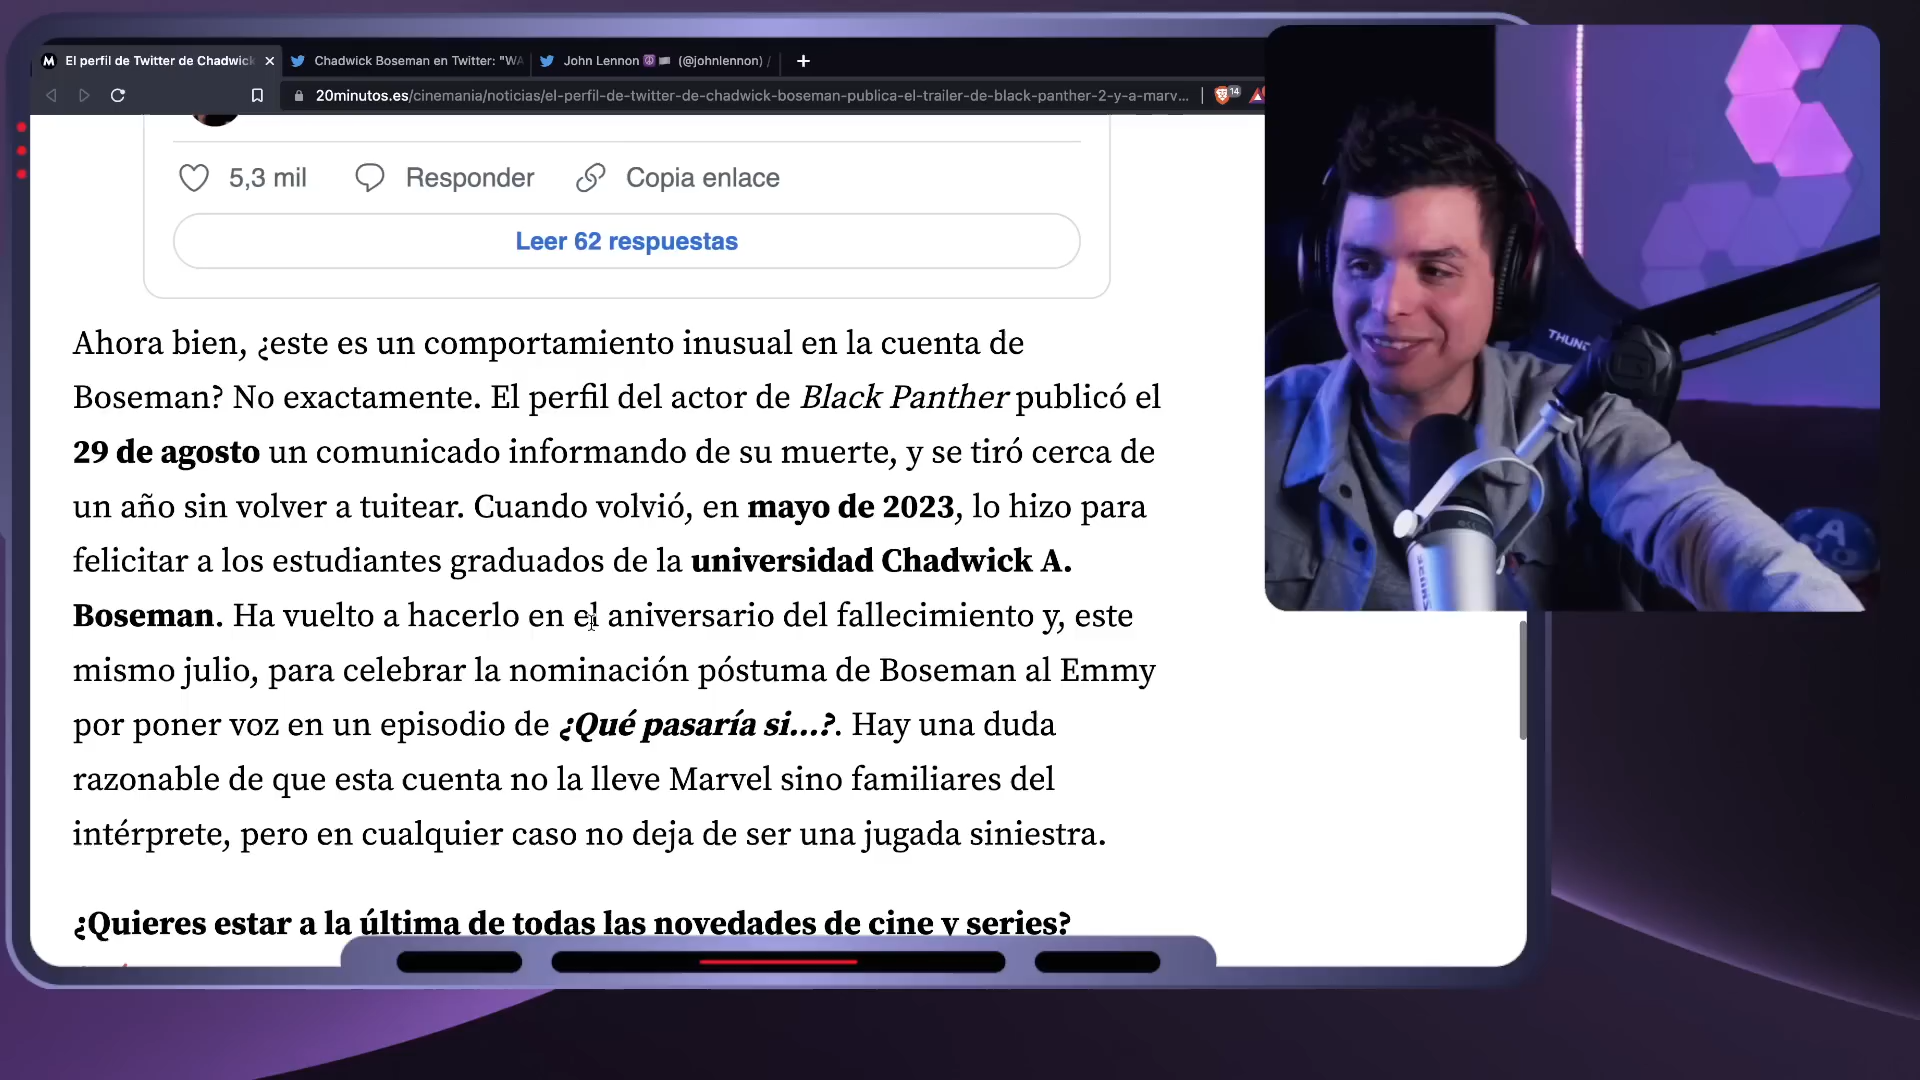 El perfil de Twitter de Chadwick
Chadwick Boseman en Twitter: "WA
John Lennon (@johnlennon) /
20minutos.es/cinemania/noticias/el-perfil-de-twitter-de-chadwick-boseman-publica-el-trailer-de-black-panther-2-y-a-marv...
14
5,3 mil
Responder
Copia enlace
Leer 62 respuestas
Ahora bien, ¿este es un comportamiento inusual en la cuenta de
Boseman? No exactamente. El perfil del actor de Black Panther publicó el
29 de agosto un comunicado informando de su muerte, y se tiró cerca de
un año sin volver a tuitear. Cuando volvió, en mayo de 2023, lo hizo para
felicitar a los estudiantes graduados de la universidad Chadwick A.
Boseman. Ha vuelto a hacerlo en el aniversario del fallecimiento y, este
mismo julio, para celebrar la nominación póstuma de Boseman al Emmy
por poner voz en un episodio de ¿Qué pasaría si...?. Hay una duda
razonable de que esta cuenta no la lleve Marvel sino familiares del
intérprete, pero en cualquier caso no deja de ser una jugada siniestra.
¿Quieres estar a la última de todas las novedades de cine y series?
THUND
A